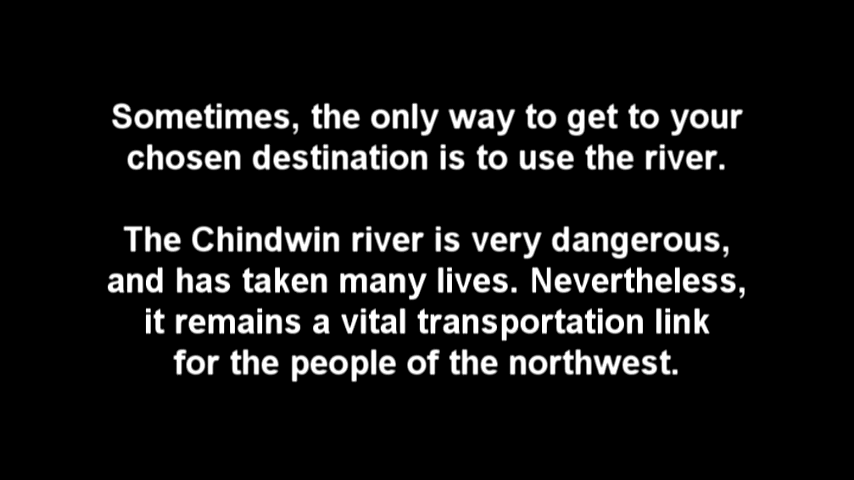 Sometimes, the only way to get to your
chosen destination is to use the river.
The Chindwin river is very dangerous,
and has taken many lives. Nevertheless,
it remains a vital transportation link
for the people of the northwest.